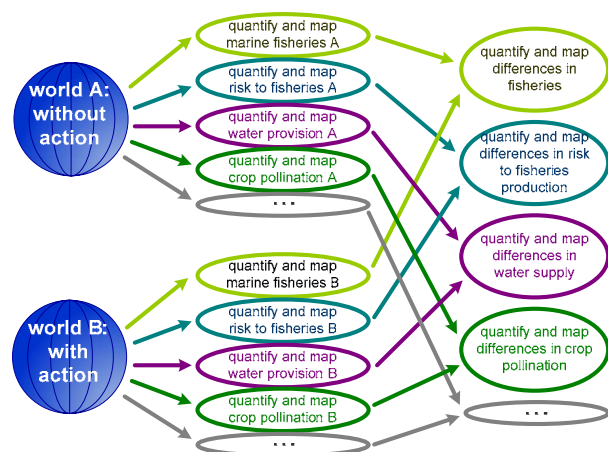 world A:
without
action
quantify and map
marine fisheries A
quantify and map
risk to fisheries A
quantify and map
water provision A
quantify and map
crop pollination A
...
world B:
with
action
quantify and map
marine fisheries B
quantify and map
risk to fisheries B
quantify and map
water provision B
quantify and map
crop pollination B
...
quantify and map
differences in
fisheries
quantify and map
differences in risk
to fisheries
production
quantify and map
differences in
water supply
quantify and map
differences in crop
pollination
...